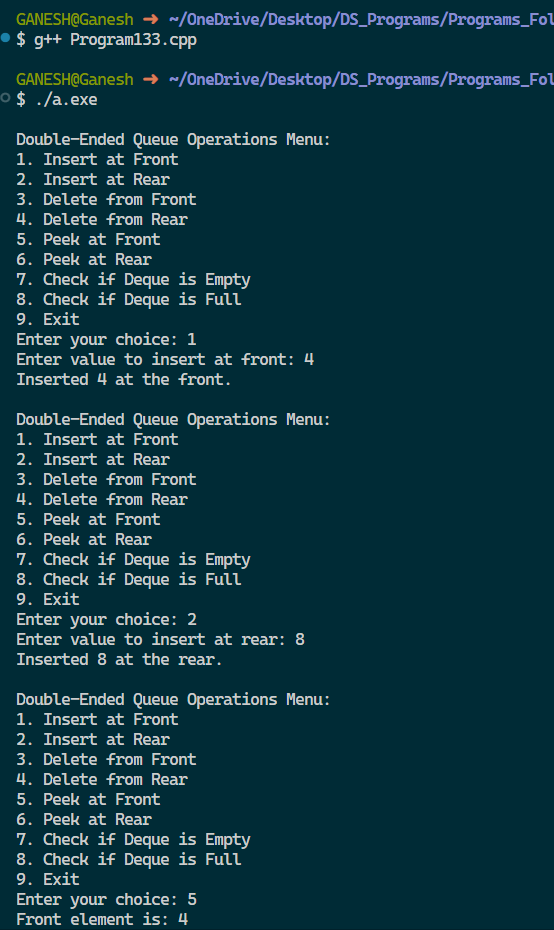 GANESH@Ganesh → ~/OneDrive/Desktop/DS_Programs/Programs_Fol
$ g++ Program133.cpp
GANESH@Ganesh → ~/OneDrive/Desktop/DS_Programs/Programs_Fol
$ ./a.exe
Double-Ended Queue Operations Menu:
1. Insert at Front
2. Insert at Rear
3. Delete from Front
4. Delete from Rear
5. Peek at Front
6. Peek at Rear
7. Check if Deque is Empty
8. Check if Deque is Full
9. Exit
Enter your choice: 1
Enter value to insert at front: 4
Inserted 4 at the front.
Double-Ended Queue Operations Menu:
1. Insert at Front
2. Insert at Rear
3. Delete from Front
4. Delete from Rear
5. Peek at Front
6. Peek at Rear
7. Check if Deque is Empty
8. Check if Deque is Full
9. Exit
Enter your choice: 2
Enter value to insert at rear: 8
Inserted 8 at the rear.
Double-Ended Queue Operations Menu:
1. Insert at Front
2. Insert at Rear
3. Delete from Front
4. Delete from Rear
5. Peek at Front
6. Peek at Rear
7. Check if Deque is Empty
8. Check if Deque is Full
9. Exit
Enter your choice: 5
Front element is: 4